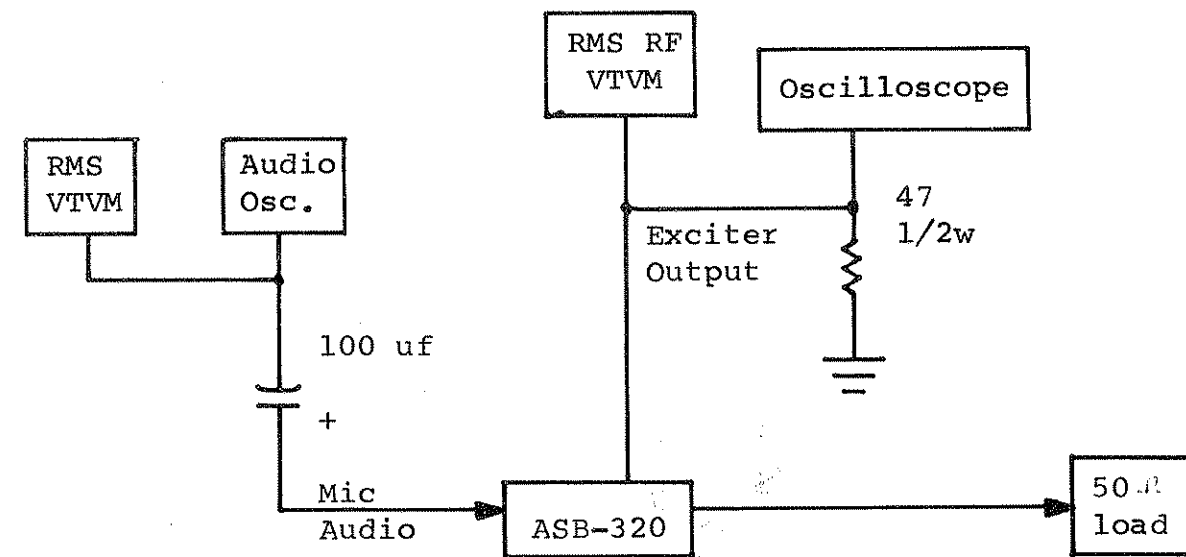 RMS RF
VTVM
Oscilloscope
RMS
VTVM
Audio
Osc.
47
1/2w
Exciter
Output
100 uf
+
Mic
Audio
ASB-320
50 Ω
load